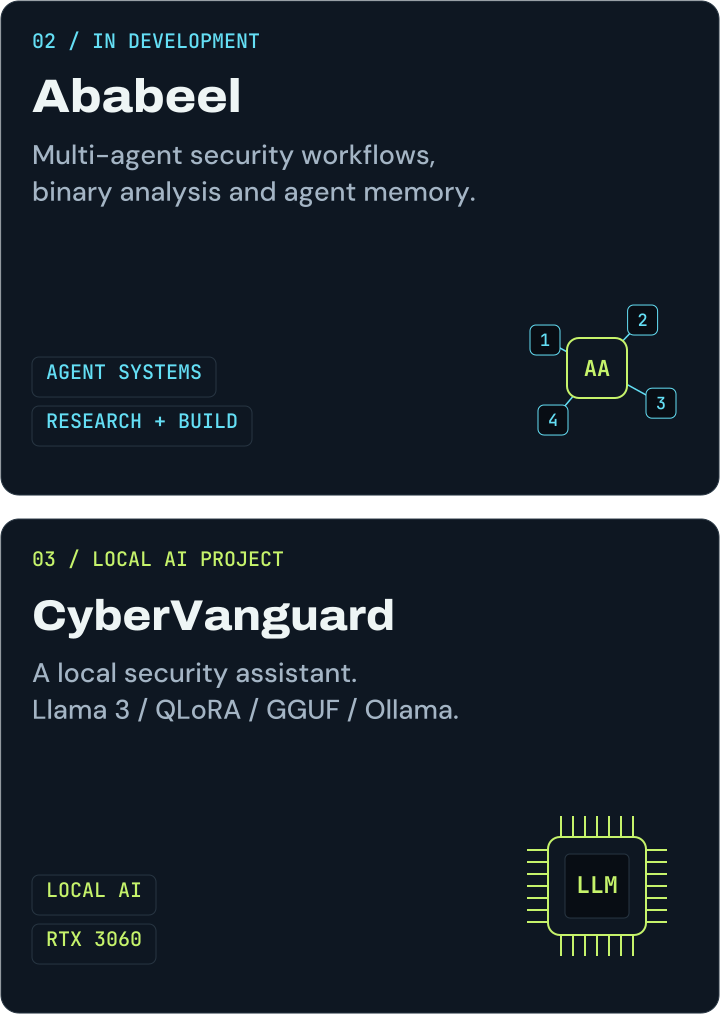 02 / IN DEVELOPMENT
Ababeel
Multi-agent security workflows,
binary analysis and agent memory.
1
2
AA
3
4
AGENT SYSTEMS
RESEARCH + BUILD
03 / LOCAL AI PROJECT
CyberVanguard
A local security assistant.
Llama 3 / QLoRA / GGUF / Ollama.
LLM
LOCAL AI
RTX 3060